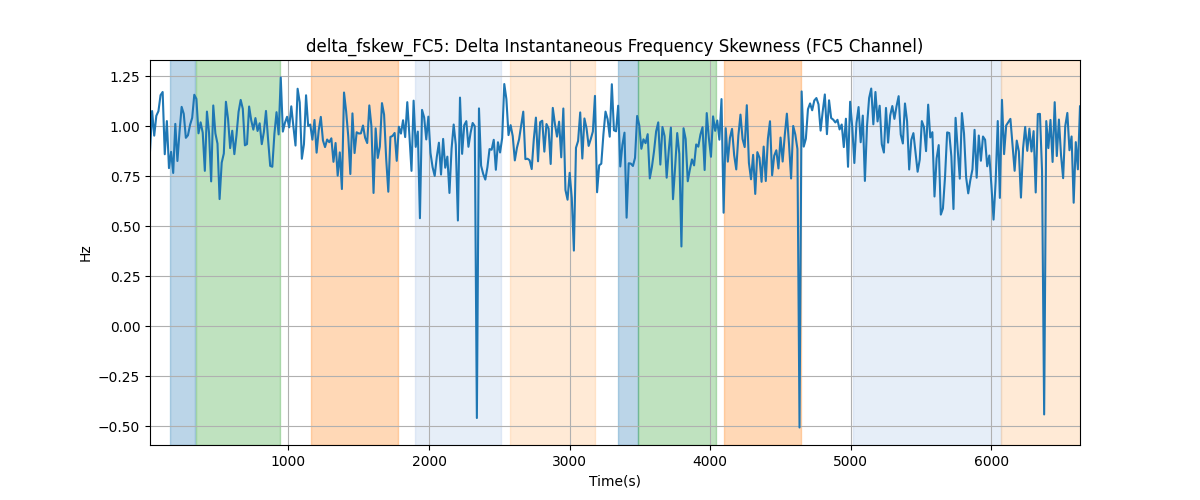 delta_fskew_FC5: Delta Instantaneous Frequency Skewness (FC5 Channel)
1.25
1.00
0.75
0.50
0.25
0.00
−0.25
−0.50
Hz
1000 2000 3000 4000 5000 6000
Time(s)